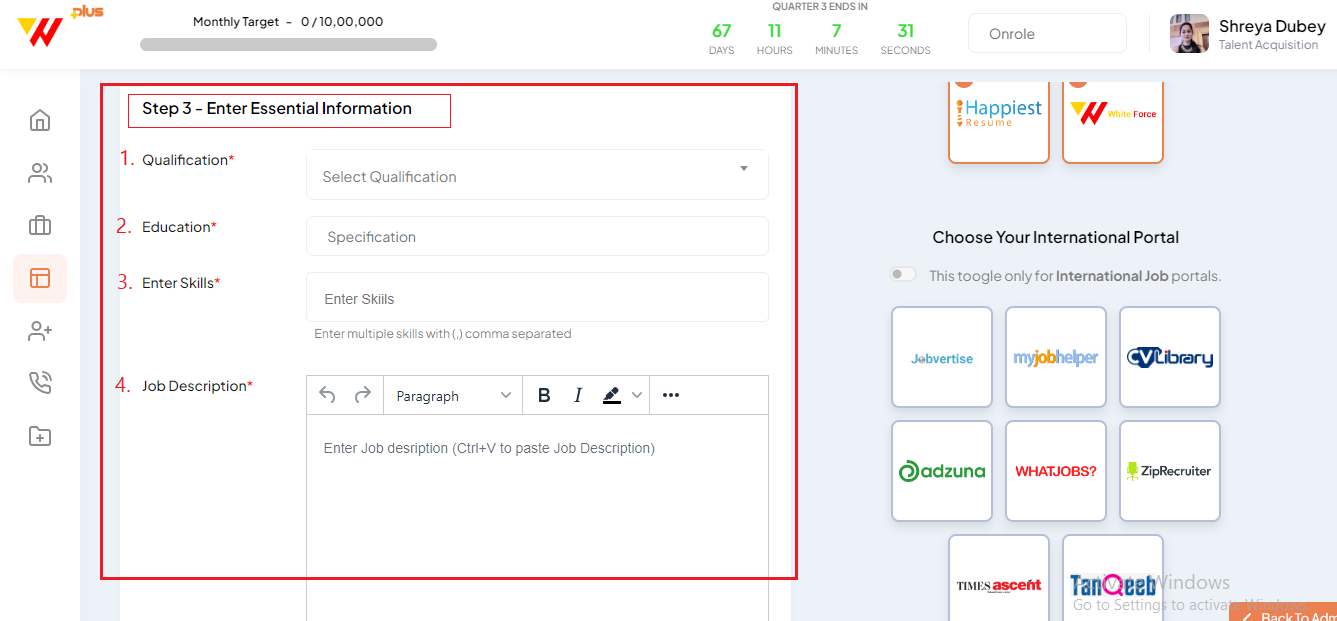 plus
Monthly Target - 0 / 10,00,000
QUARTER 3 ENDS IN
67 11 7 31
DAYS HOURS MINUTES SECONDS
Onrole
Shreya Dubey
Talent Acquisition
Step 3 - Enter Essential Information
1. Qualification*
Select Qualification
2. Education*
Specification
3. Enter Skills*
Enter Skiils
Enter multiple skills with (,) comma separated
4. Job Description*
Paragraph
B I
Enter Job desription (Ctrl+V to paste Job Description)
Happiest
Resume
White Force
Choose Your International Portal
This toogle only for International Job portals.
Jobvertise
myjobhelper
CVLibrary
adzuna
WHATJOBS?
ZipRecruiter
TIMES ascent
TanQeeb
Activate Windows
Go to Settings to activate Windows.
Back To Adm